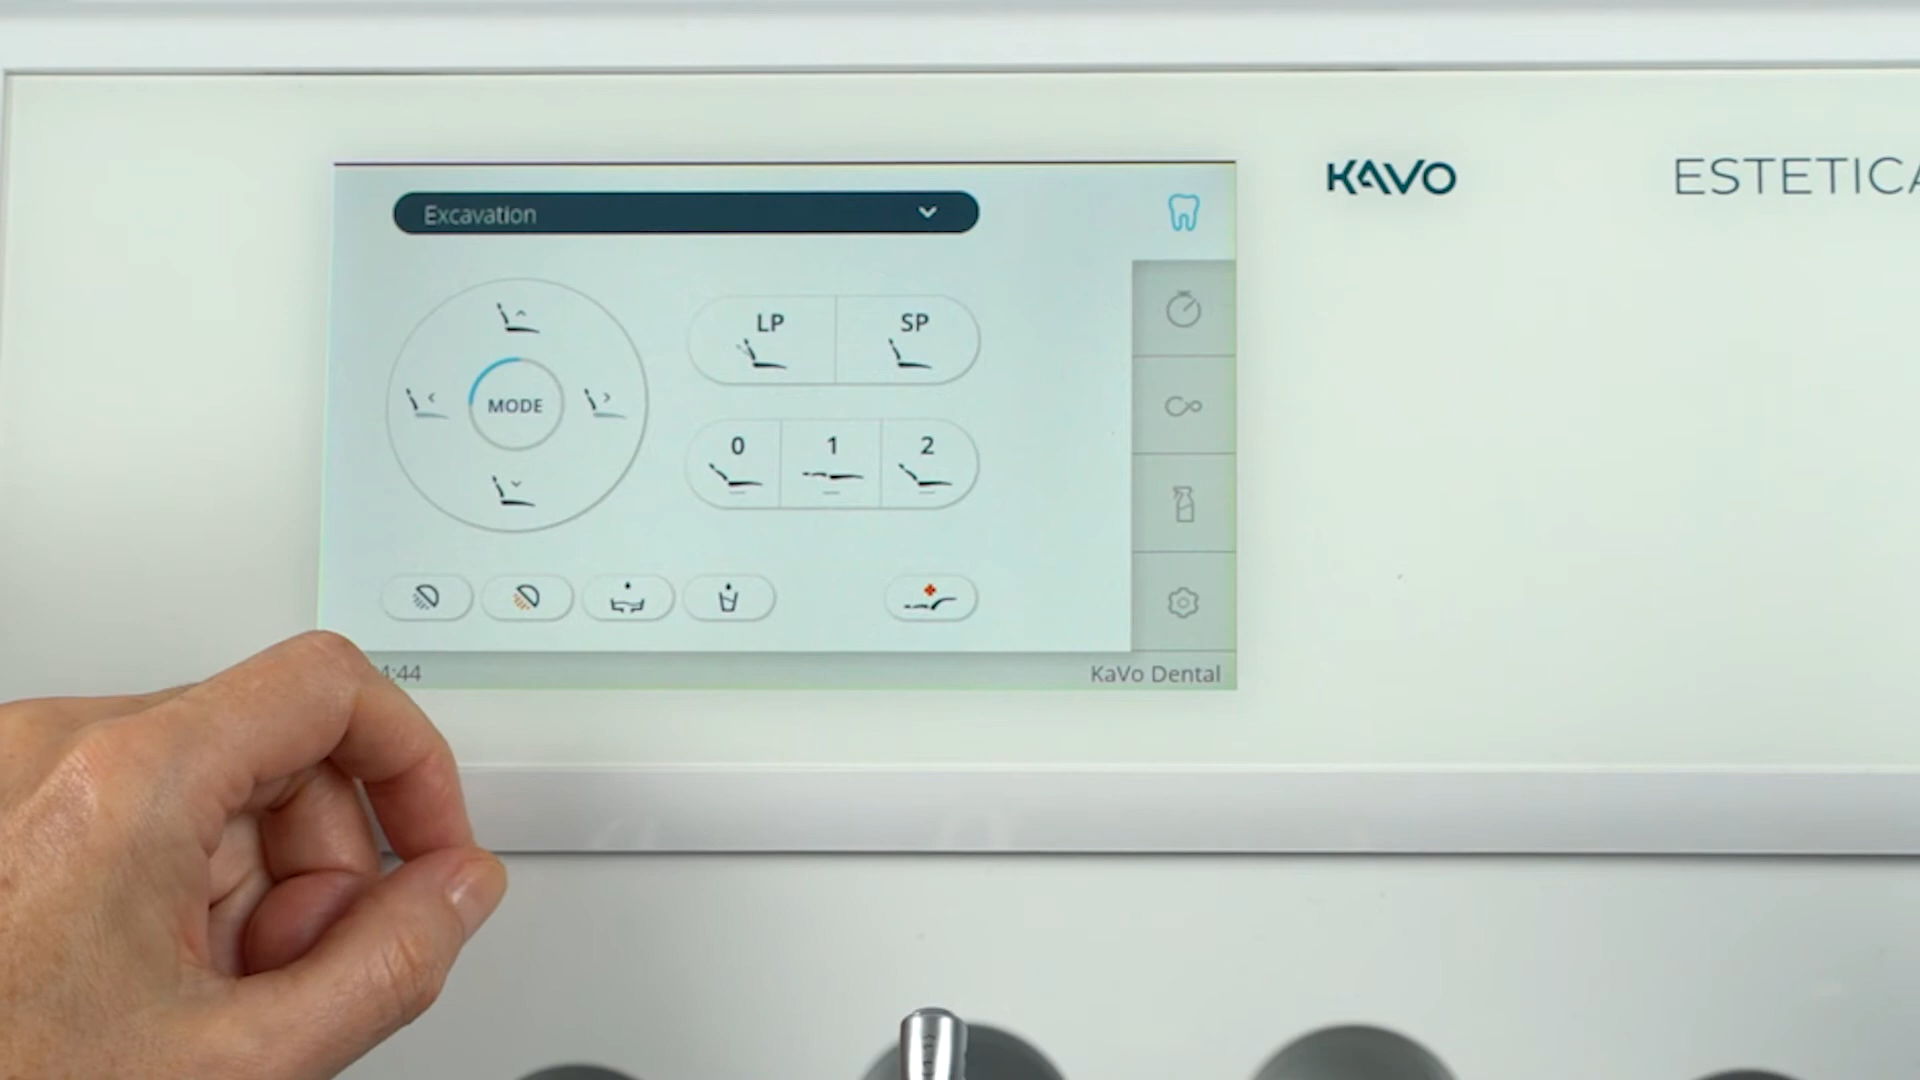 KAVO
ESTETICA
Excavation
LP
SP
MODE
0
1
2
4:44
KaVo Dental